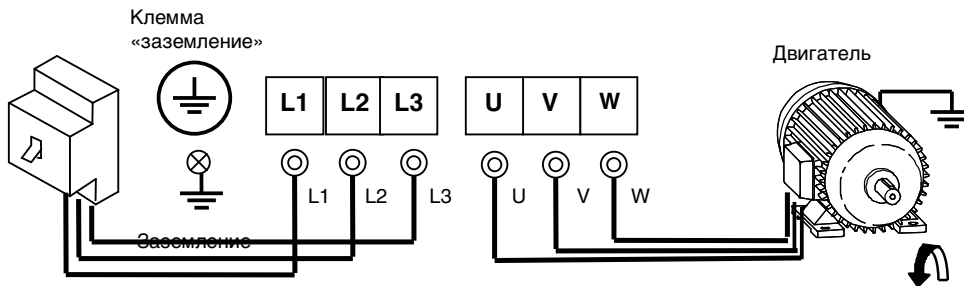 Клемма
«заземление»
Двигатель
L1 L2 L3 U V W
L1 L2 L3 U V W
Заземление